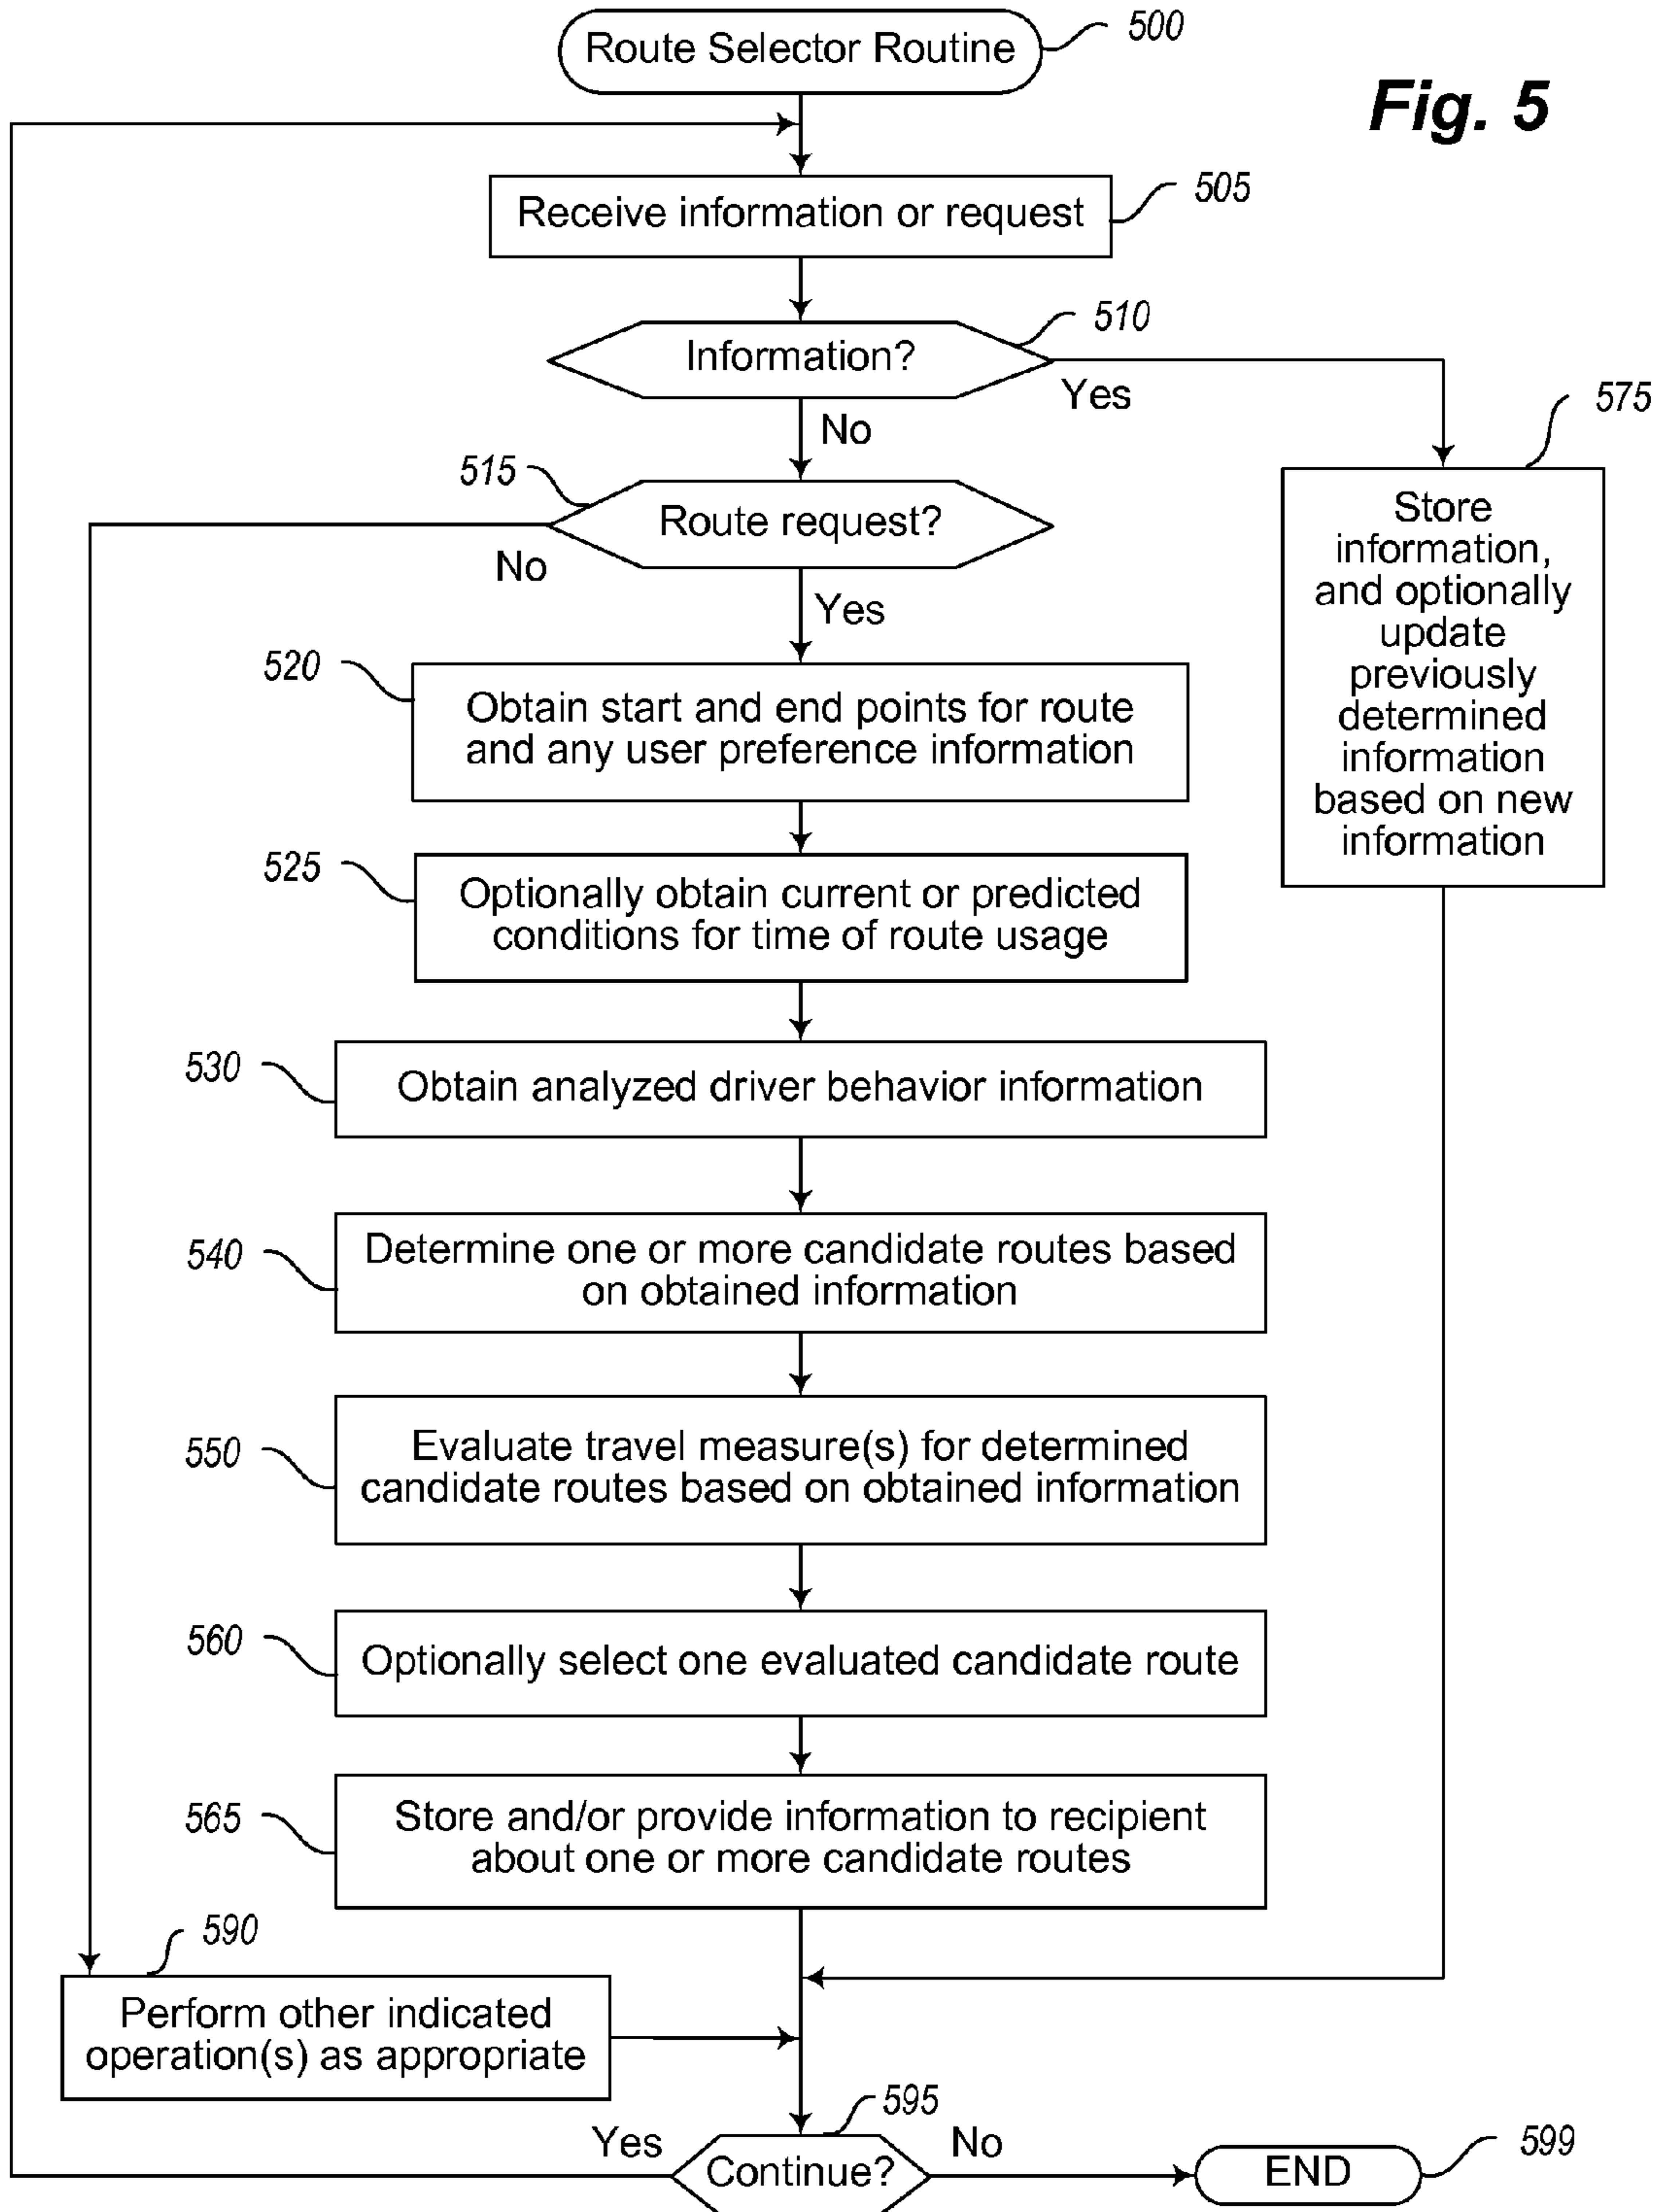 Route Selector Routine
500
Fig. 5
Receive information or request
505
Information?
510
Yes
No
575
Store
information,
and optionally
update
previously
determined
information
based on new
information
515
Route request?
No
Yes
520
Obtain start and end points for route
and any user preference information
525
Optionally obtain current or predicted
conditions for time of route usage
530
Obtain analyzed driver behavior information
540
Determine one or more candidate routes based
on obtained information
550
Evaluate travel measure(s) for determined
candidate routes based on obtained information
560
Optionally select one evaluated candidate route
565
Store and/or provide information to recipient
about one or more candidate routes
590
Perform other indicated
operation(s) as appropriate
595
Yes
Continue?
No
END
599